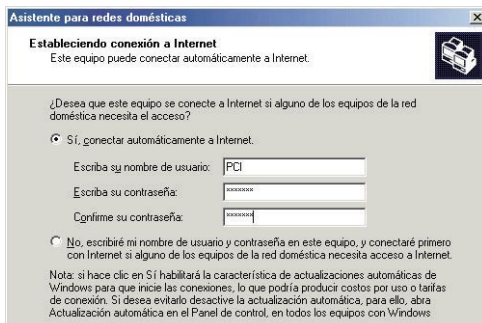 Asistente para redes domésticas
Estableciendo conexión a Internet
Este equipo puede conectar automáticamente a Internet.
¿Desea que este equipo se conecte a Internet si alguno de los equipos de la red
doméstica necesita el acceso?
Sí, conectar automáticamente a Internet.
Escriba su nombre de usuario: PCI
Escriba su contraseña: *******
Confirme su contraseña: *******
No, escribiré mi nombre de usuario y contraseña en este equipo, y conectaré primero
con Internet si alguno de los equipos de la red doméstica necesita acceso a Internet.
Nota: si hace clic en Sí habilitará la característica de actualizaciones automáticas de
Windows para que inicie las conexiones, lo que podría producir costos por uso o tarifas
de conexión. Si desea evitarlo desactive la actualización automática, para ello, abra
Actualización automática en el Panel de control, en todos los equipos con Windows